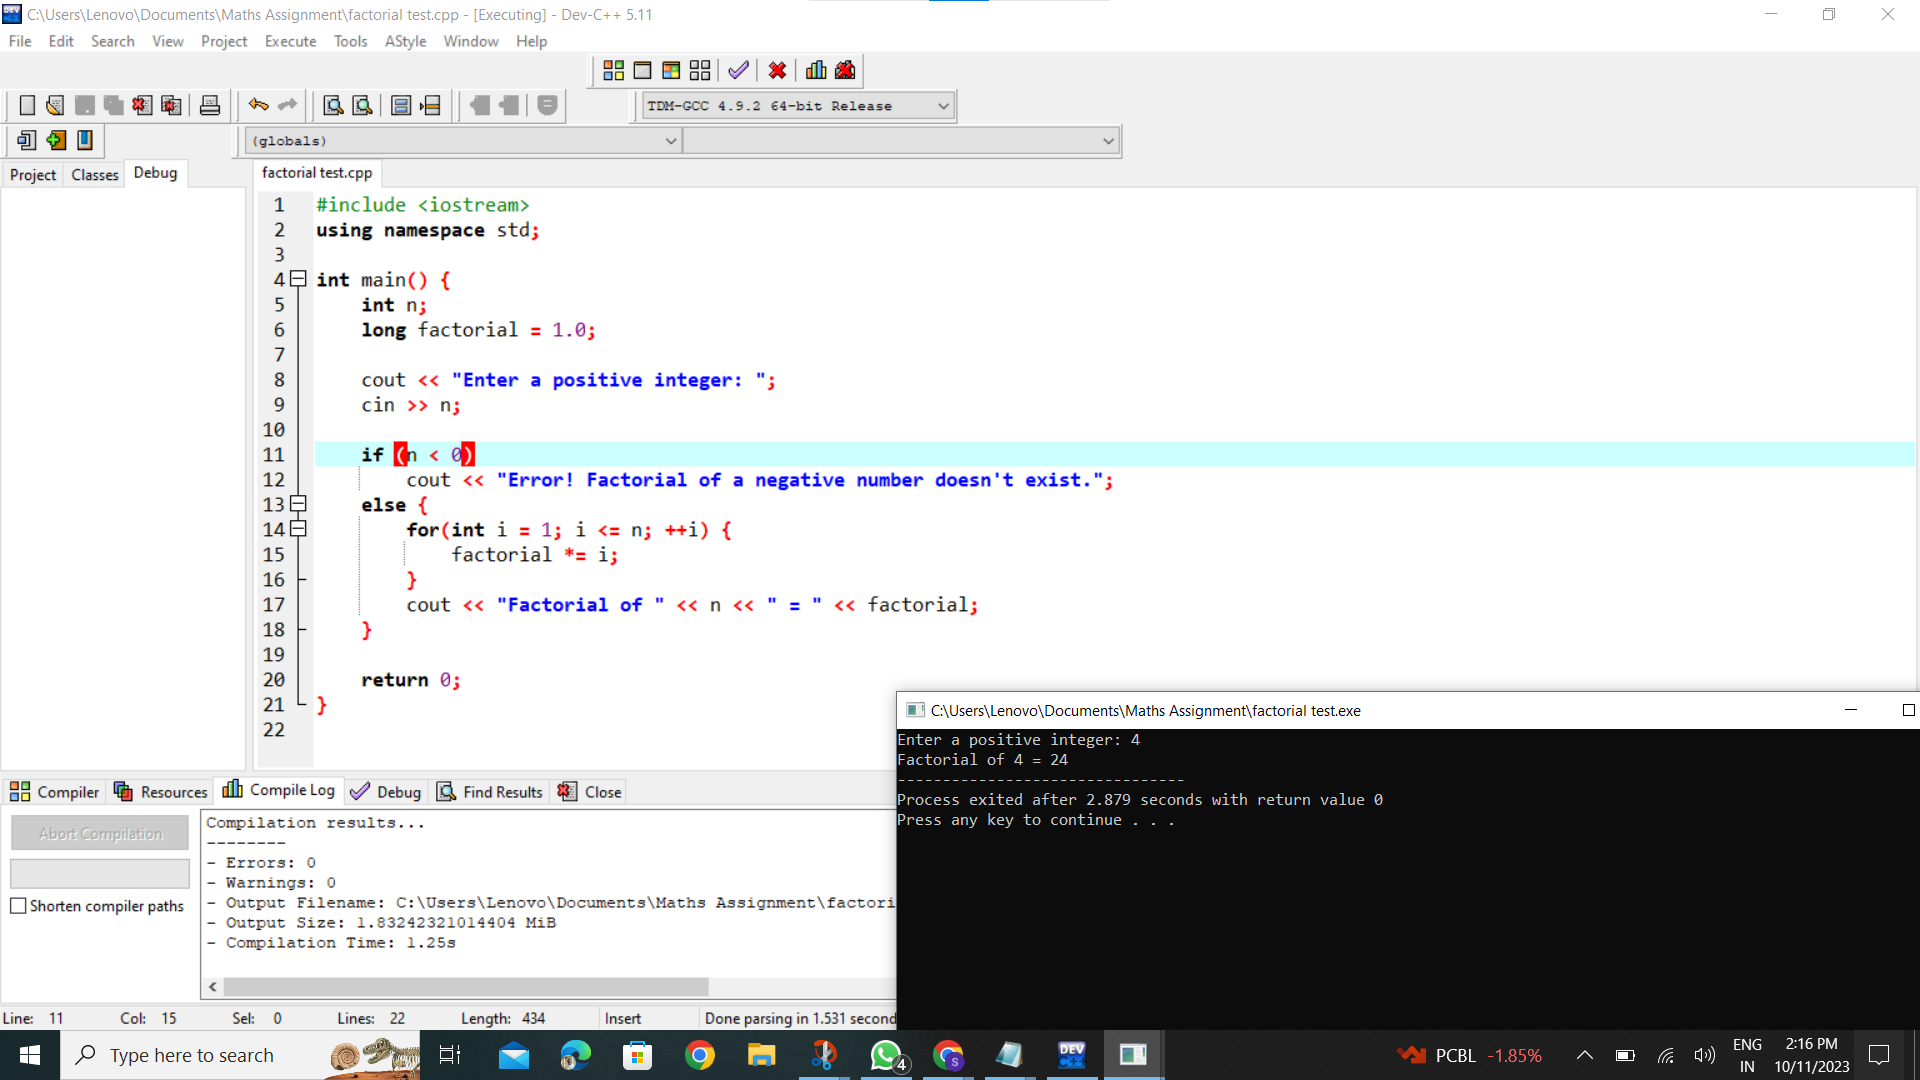 C:\Users\Lenovo\Documents\Maths Assignment\factorial test.cpp - [Executing] - Dev-C++ 5.11
File Edit Search View Project Execute Tools AStyle Window Help
TDM-GCC 4.9.2 64-bit Release
(globals)
Project Classes Debug
factorial test.cpp
1 #include <iostream>
2 using namespace std;
3
4 int main() {
5 int n;
6 long factorial = 1.0;
7
8 cout << "Enter a positive integer: ";
9 cin >> n;
10
11 if (n < 0)
12 cout << "Error! Factorial of a negative number doesn't exist.";
13 else {
14 for(int i = 1; i <= n; ++i) {
15 factorial *= i;
16 }
17 cout << "Factorial of " << n << " = " << factorial;
18 }
19
20 return 0;
21 }
22
C:\Users\Lenovo\Documents\Maths Assignment\factorial test.exe
Enter a positive integer: 4
Factorial of 4 = 24
--------------------------------
Process exited after 2.879 seconds with return value 0
Press any key to continue . . .
Compiler Resources Compile Log Debug Find Results Close
Abort Compilation
Shorten compiler paths
Compilation results...
--------
- Errors: 0
- Warnings: 0
- Output Filename: C:\Users\Lenovo\Documents\Maths Assignment\factori
- Output Size: 1.83242321014404 MiB
- Compilation Time: 1.25s
Line: 11 Col: 15 Sel: 0 Lines: 22 Length: 434 Insert Done parsing in 1.531 second
Type here to search
4
S
DEV
PCBL -1.85%
ENG
IN
2:16 PM
10/11/2023